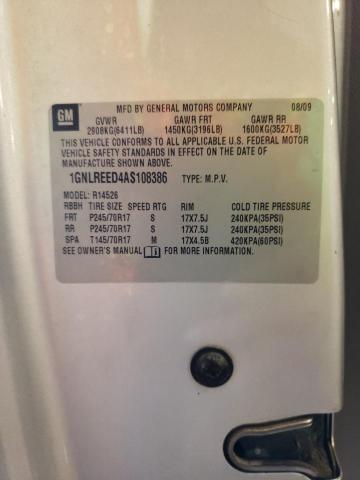 GM
MFD BY GENERAL MOTORS COMPANY 08/09
GVWR GAWR FRT GAWR RR
2908KG(6411LB) 1450KG(3196LB) 1600KG(3527LB)
THIS VEHICLE CONFORMS TO ALL APPLICABLE U.S. FEDERAL MOTOR
VEHICLE SAFETY STANDARDS IN EFFECT ON THE DATE OF
MANUFACTURE SHOWN ABOVE.
1GNLREED4AS108386 TYPE: M.P.V.
MODEL: R14526
RBBH TIRE SIZE SPEED RTG RIM COLD TIRE PRESSURE
FRT P245/70R17 S 17X7.5J 240KPA(35PSI)
RR P245/70R17 S 17X7.5J 240KPA(35PSI)
SPA T145/70R17 M 17X4.5B 420KPA(60PSI)
SEE OWNER'S MANUAL FOR MORE INFORMATION